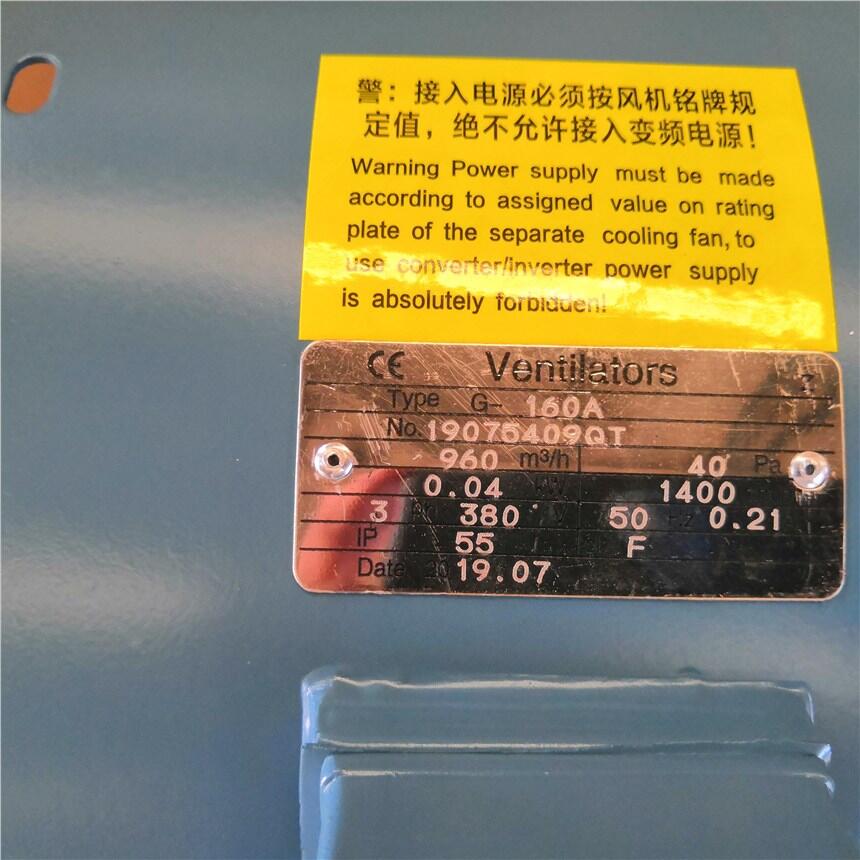 警：接入电源必须按风机铭牌规
定值，绝不允许接入变频电源！
Warning Power supply must be made
according to assigned value on rating
plate of the separate cooling fan, to
use converter/inverter power supply
is absolutely forbidden!
CE Ventilators
Type G- 160A
No. 19075409QT
960 m³/h 40 Pa
0.04 kW 1400
3 Ph 380 V 50 Hz 0.21
IP 55 F
Date 2019.07